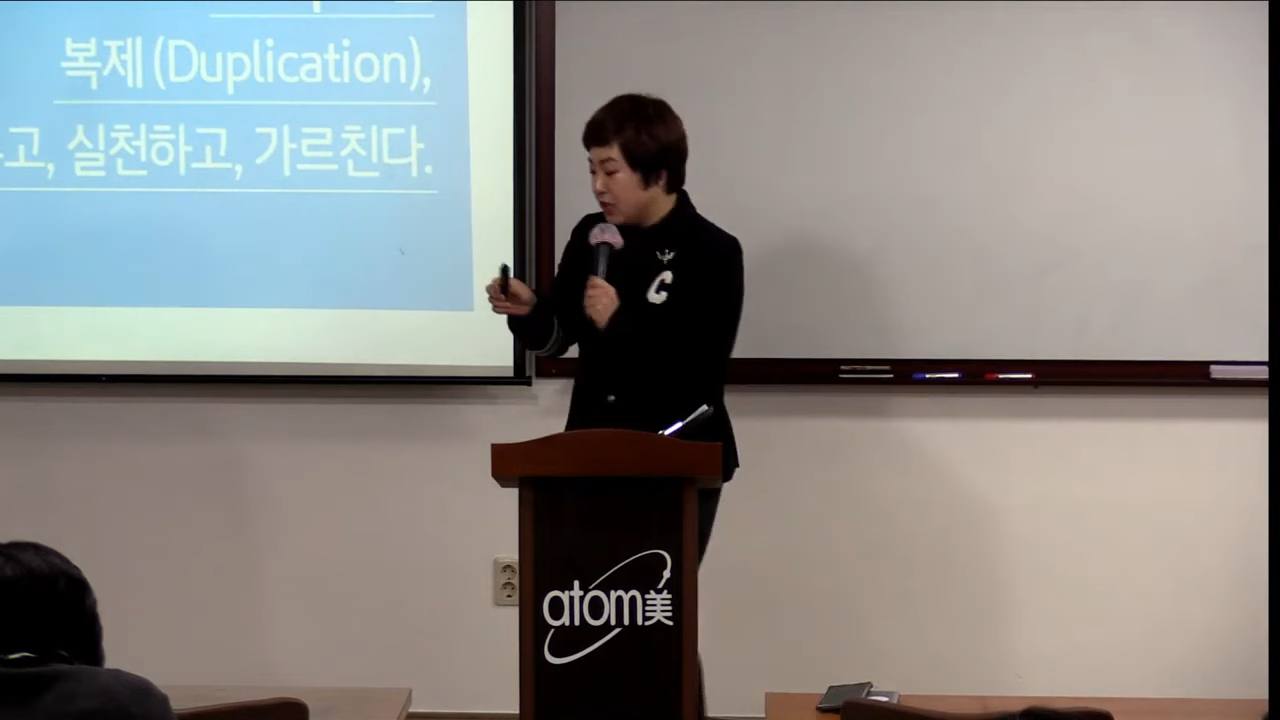 복제 (Duplication),
고, 실천하고, 가르친다.
C
atom美